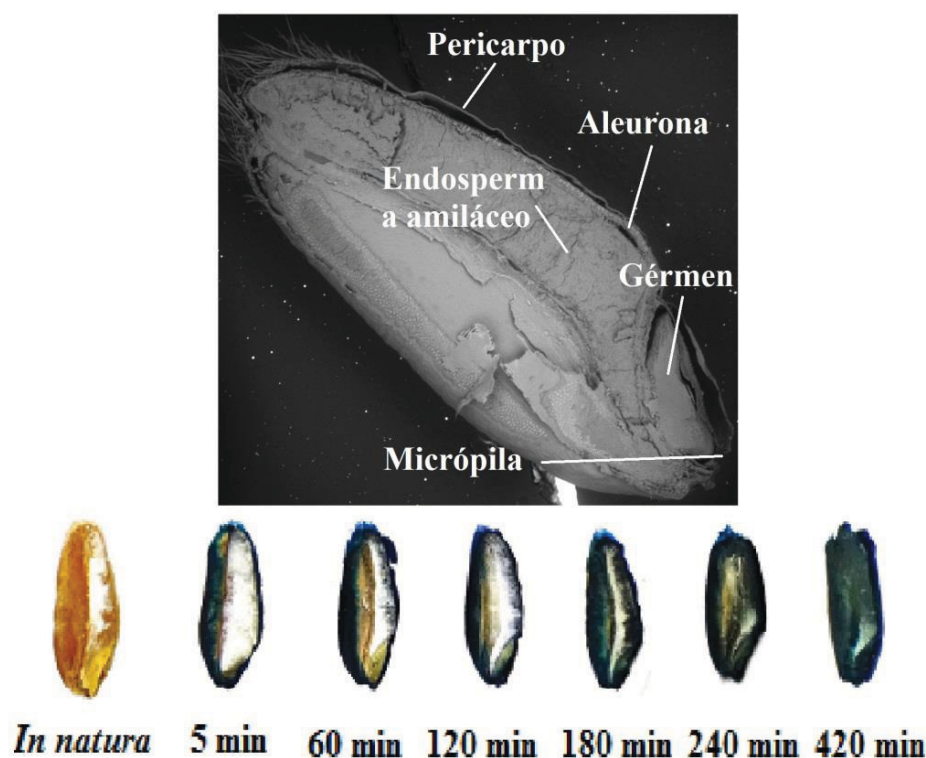 Pericarpo
Aleurona
Endosperm
a amiláceo
Gérmen
Micrópila
In natura 5 min 60 min 120 min 180 min 240 min 420 min